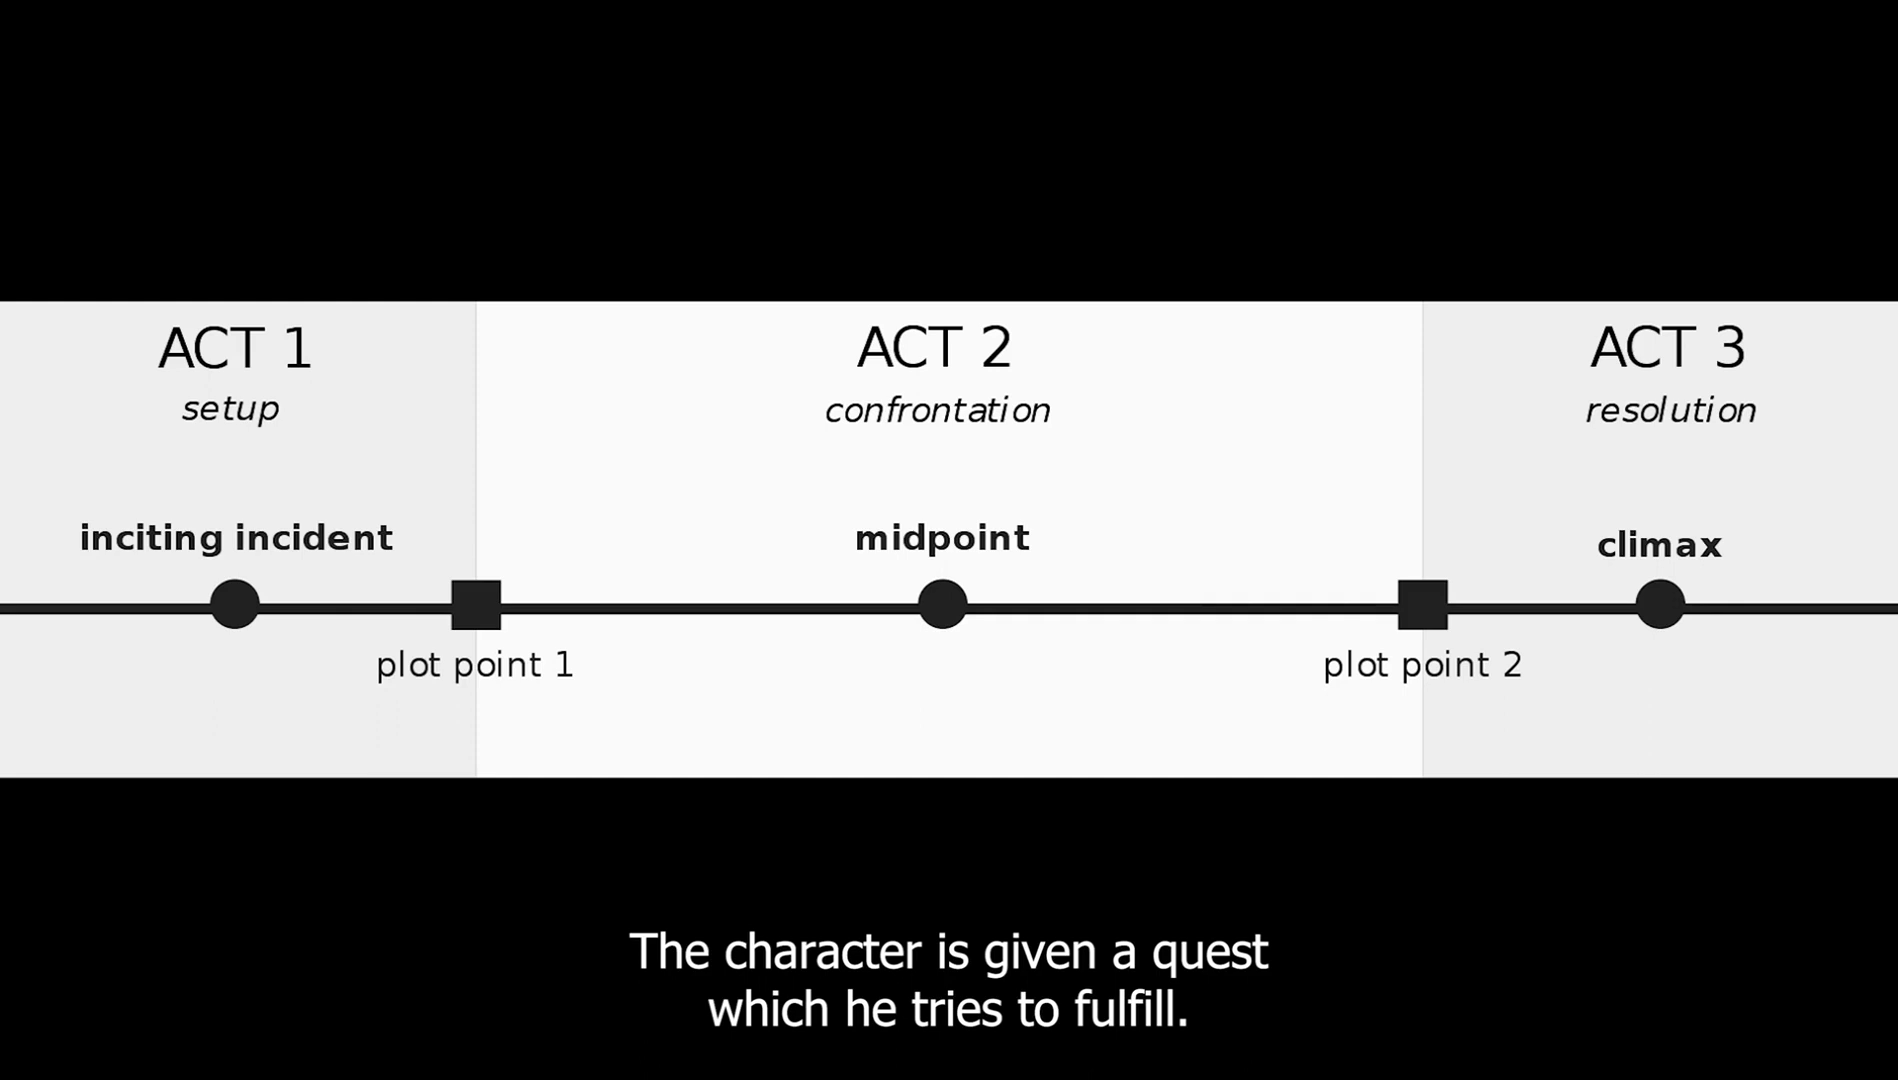 ACT 1
ACT 2
ACT 3
setup
confrontation
resolution
inciting incident
midpoint
climax
plot point 1
plot point 2
The character is given a quest
which he tries to fulfill.